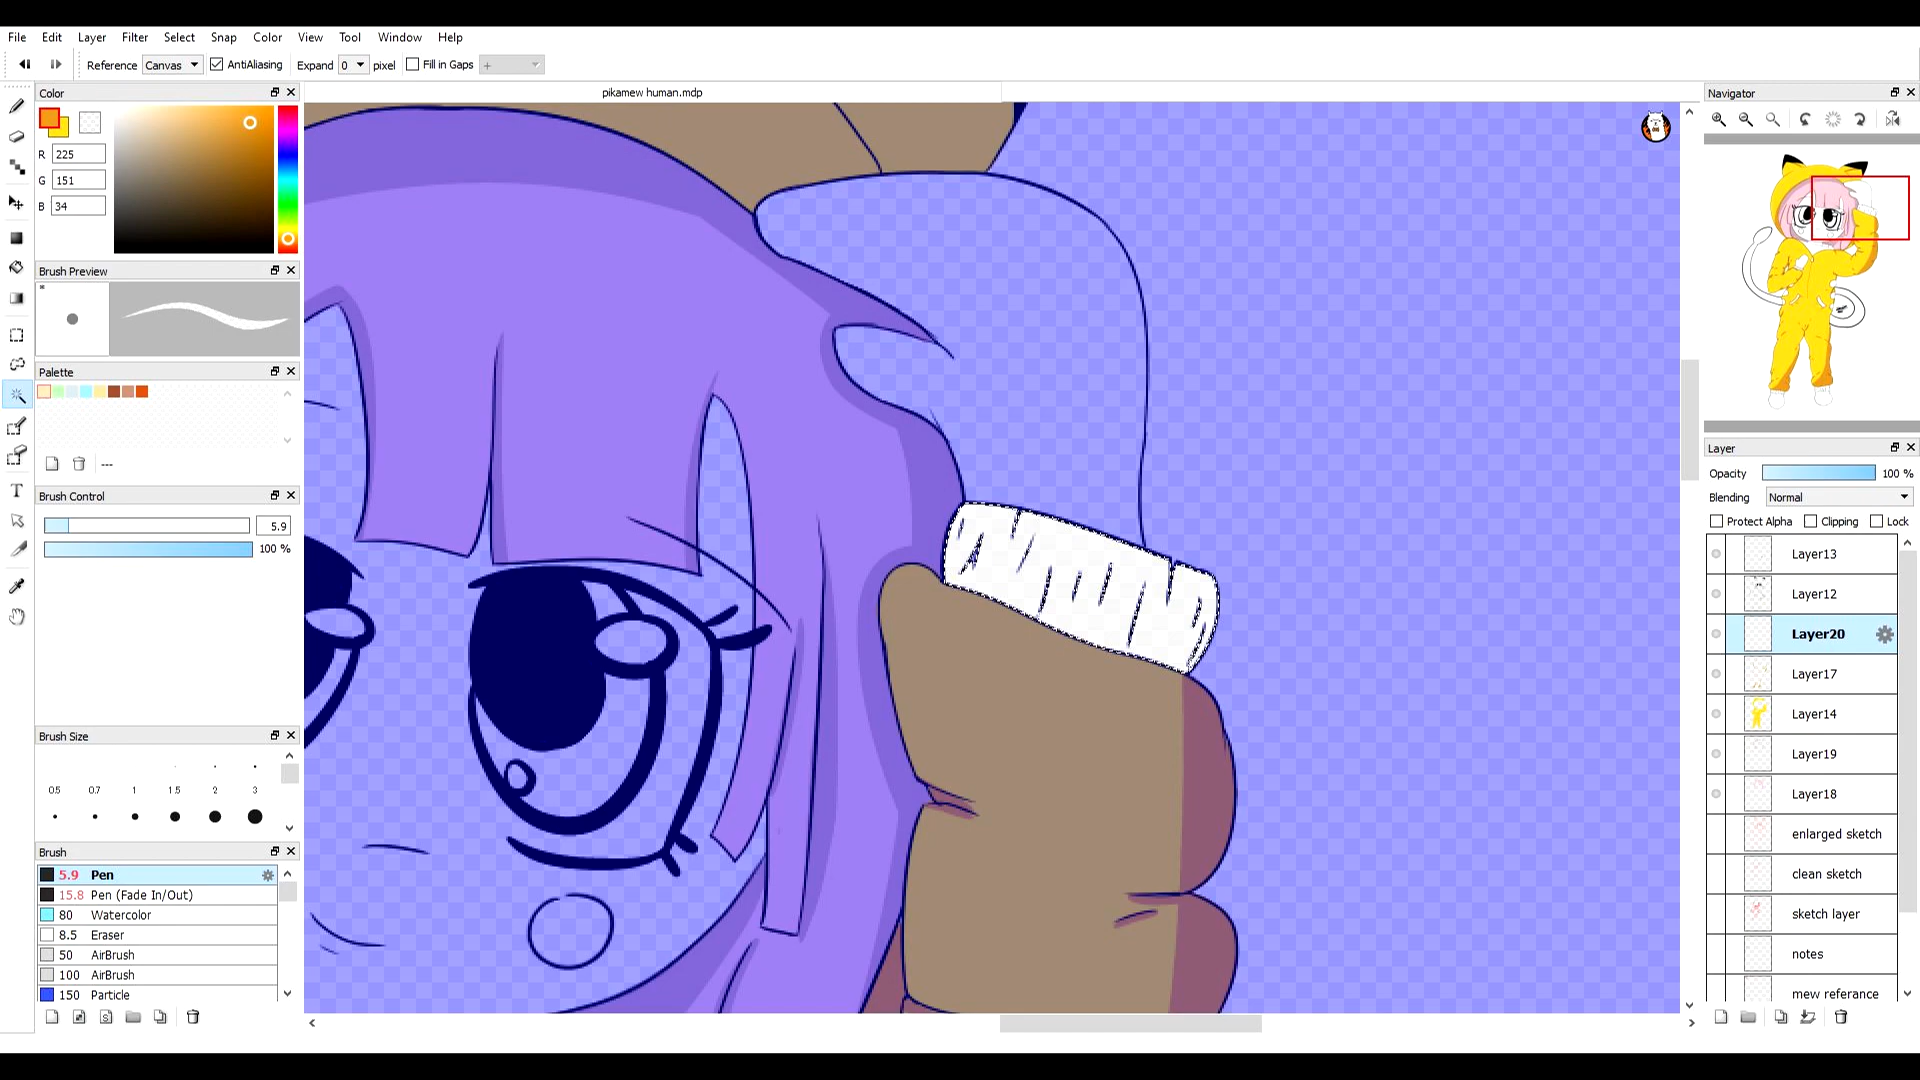 File Edit Layer Filter Select Snap Color View Tool Window Help
Reference Canvas AntiAliasing Expand 0 pixel Fill in Gaps +
Color
pikamew human.mdp
Navigator
R 225
G 151
B 34
Brush Preview
Palette
---
Brush Control
5.9
100 %
Brush Size
0.5 0.7 1 1.5 2 3
Brush
5.9 Pen
15.8 Pen (Fade In/Out)
80 Watercolor
8.5 Eraser
50 AirBrush
100 AirBrush
150 Particle
Layer
Opacity 100 %
Blending Normal
Protect Alpha Clipping Lock
Layer13
Layer12
Layer20
Layer17
Layer14
Layer19
Layer18
enlarged sketch
clean sketch
sketch layer
notes
mew referance